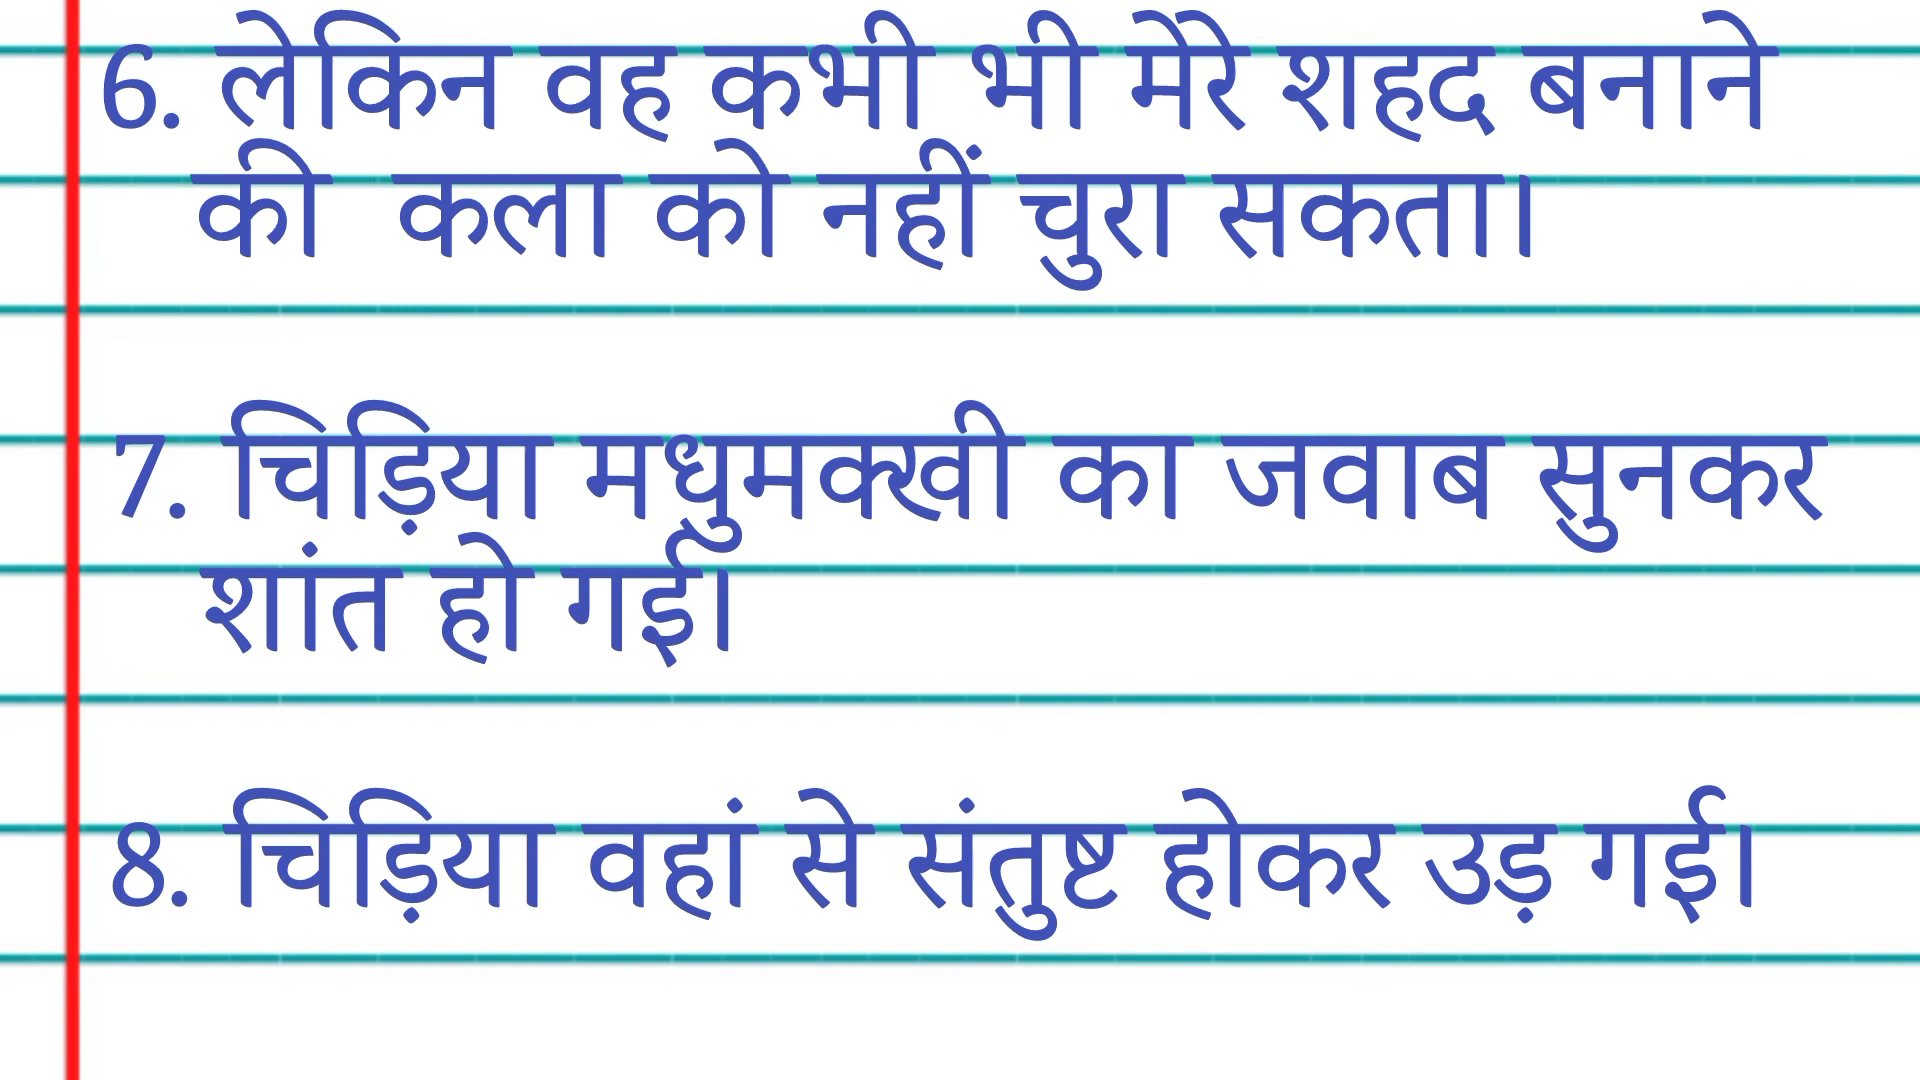 6. लेकिन वह कभी भी मेरे शहद बनाने
की कला को नहीं चुरा सकता।
7. चिड़िया मधुमक्खी का जवाब सुनकर
शांत हो गई।
8. चिड़िया वहां से संतुष्ट होकर उड़ गई।